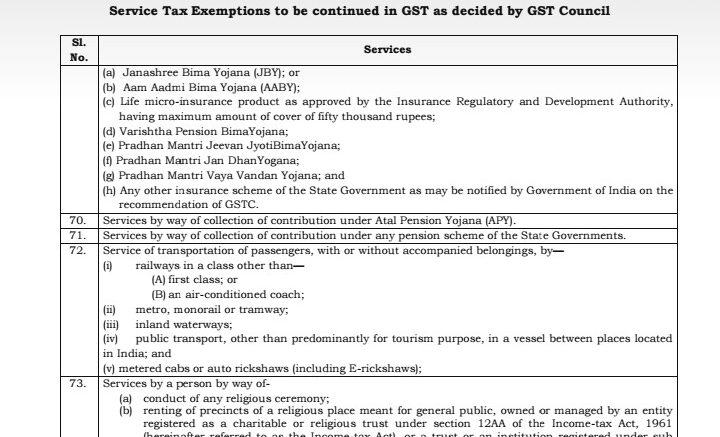 Service Tax Exemptions to be continued in GST as decided by GST Council
Sl.
No.
Services
(a) Janashree Bima Yojana (JBY); or
(b) Aam Aadmi Bima Yojana (AABY);
(c) Life micro-insurance product as approved by the Insurance Regulatory and Development Authority,
having maximum amount of cover of fifty thousand rupees;
(d) Varishtha Pension BimaYojana;
(e) Pradhan Mantri Jeevan JyotiBimaYojana;
(f) Pradhan Mantri Jan DhanYogana;
(g) Pradhan Mantri Vaya Vandan Yojana; and
(h) Any other insurance scheme of the State Government as may be notified by Government of India on the
recommendation of GSTC.
70. Services by way of collection of contribution under Atal Pension Yojana (APY).
71. Services by way of collection of contribution under any pension scheme of the State Governments.
72. Service of transportation of passengers, with or without accompanied belongings, by—
(i) railways in a class other than—
(A) first class; or
(B) an air-conditioned coach;
(ii) metro, monorail or tramway;
(iii) inland waterways;
(iv) public transport, other than predominantly for tourism purpose, in a vessel between places located
in India; and
(v) metered cabs or auto rickshaws (including E-rickshaws);
73. Services by a person by way of-
(a) conduct of any religious ceremony;
(b) renting of precincts of a religious place meant for general public, owned or managed by an entity
registered as a charitable or religious trust under section 12AA of the Income-tax Act, 1961
(hereinafter referred to as the Income-tax Act), or a trust or an institution registered under sub